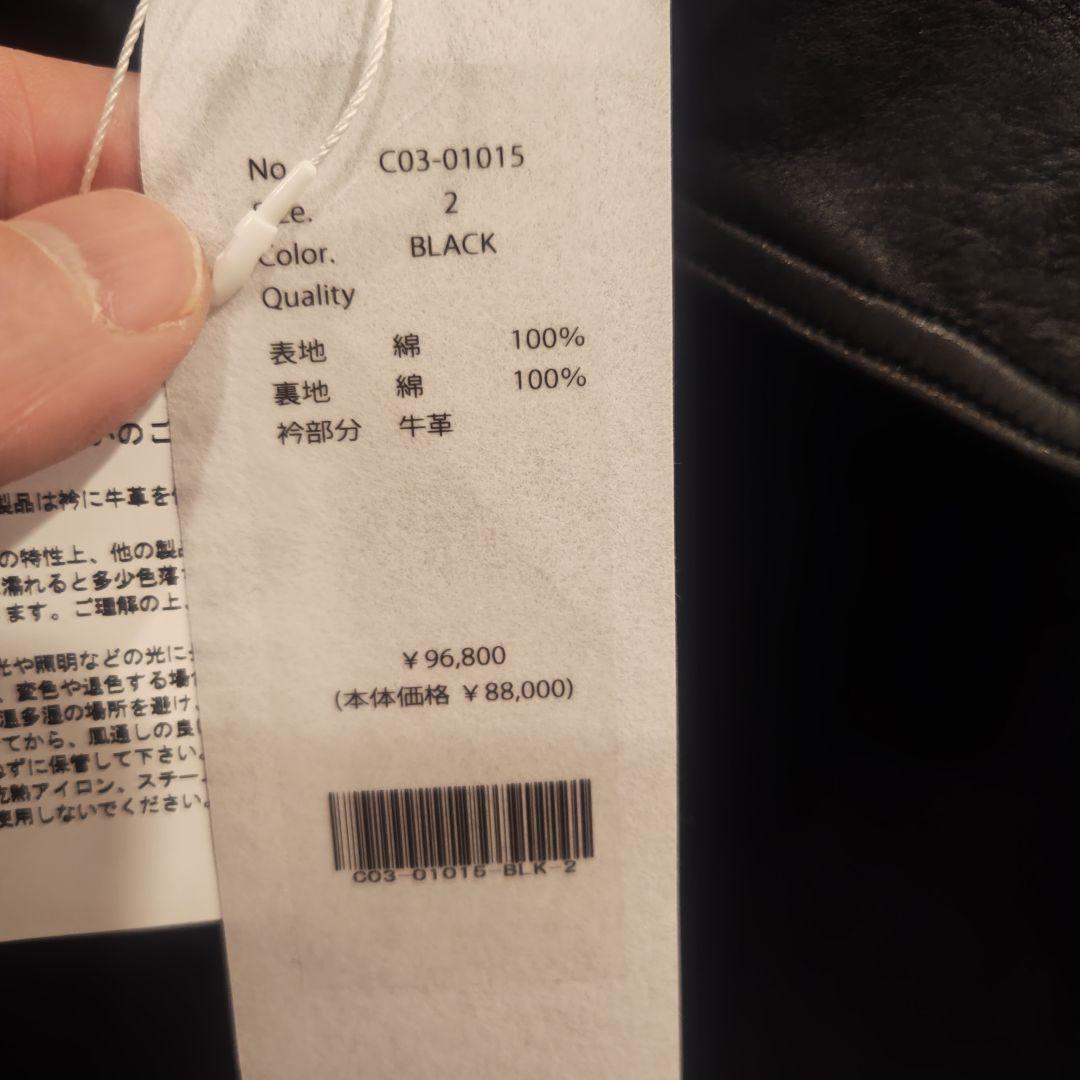 No
C03-01015
2
Color.
BLACK
Quality
表地 綿 100%
裏地 綿 100%
衿部分 牛革
¥96,800
(本体価格 ¥88,000)
C03-01015-BLK-2
のご
製品は衿に牛革を
の特性上、他の製
濡れると多少色落
ます。ご理解の上、
光や照明などの光に
、変色や退色する場
温多湿の場所を避け、
てから、風通しの良
ずに保管して下さい。
熱アイロン、スチー
使用しないでください。